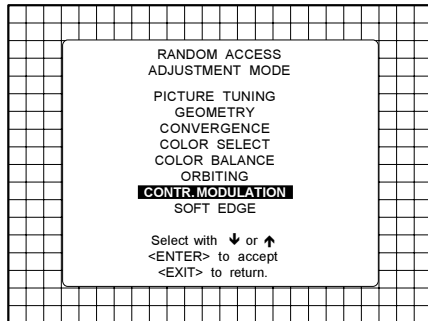 RANDOM ACCESS
ADJUSTMENT MODE
PICTURE TUNING
GEOMETRY
CONVERGENCE
COLOR SELECT
COLOR BALANCE
ORBITING
CONTR.MODULATION
SOFT EDGE
Select with ↓ or ↑
<ENTER> to accept
<EXIT> to return.